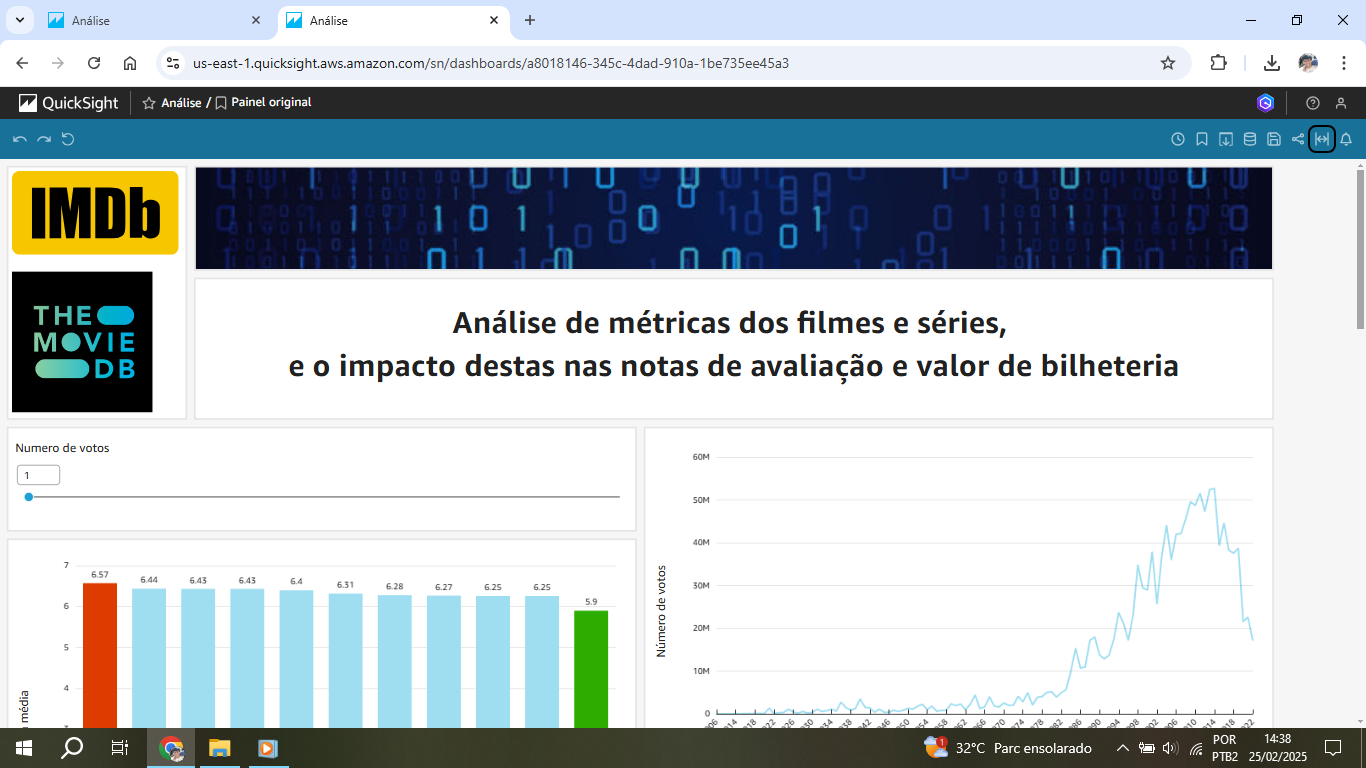 Análise
Análise
us-east-1.quicksight.aws.amazon.com/sn/dashboards/a8018146-345c-4dad-910a-1be735ee45a3
QuickSight
Análise / Painel original
IMDb
THE
MOVIE
DB
Análise de métricas dos filmes e séries,
e o impacto destas nas notas de avaliação e valor de bilheteria
Numero de votos
1
7
6
5
4
média
6.57
6.44
6.43
6.43
6.4
6.31
6.28
6.27
6.25
6.25
5.9
Número de votos
60M
50M
40M
30M
20M
10M
0
1
32°C Parc ensolarado
POR
PTB2
14:38
25/02/2025